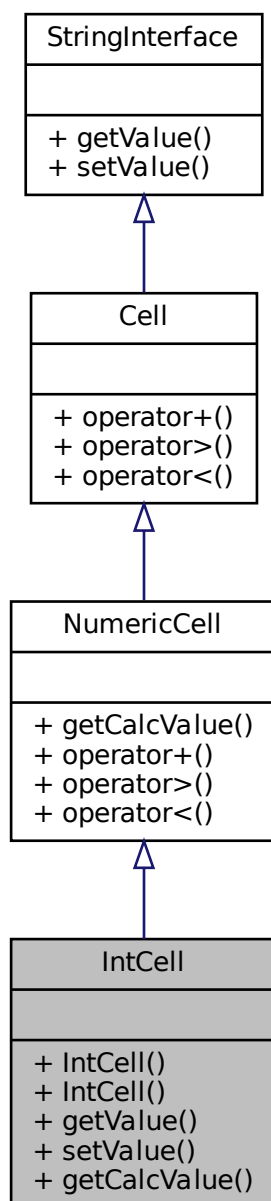 StringInterface
+ getValue()
+ setValue()
Cell
+ operator+()
+ operator>()
+ operator<()
NumericCell
+ getCalcValue()
+ operator+()
+ operator>()
+ operator<()
IntCell
+ IntCell()
+ IntCell()
+ getValue()
+ setValue()
+ getCalcValue()